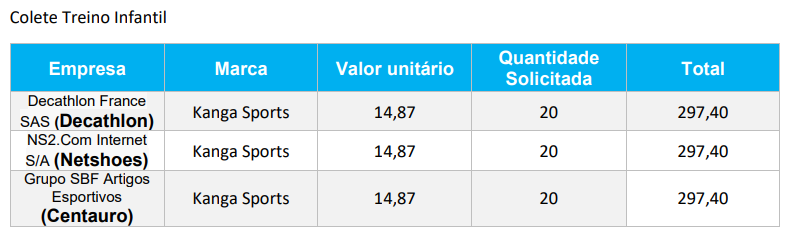 Colete Treino Infantil
Empresa Marca Valor unitário Quantidade Solicitada Total
Decathlon France
SAS (Decathlon) Kanga Sports 14,87 20 297,40
NS2.Com Internet
S/A (Netshoes) Kanga Sports 14,87 20 297,40
Grupo SBF Artigos
Esportivos
(Centauro) Kanga Sports 14,87 20 297,40